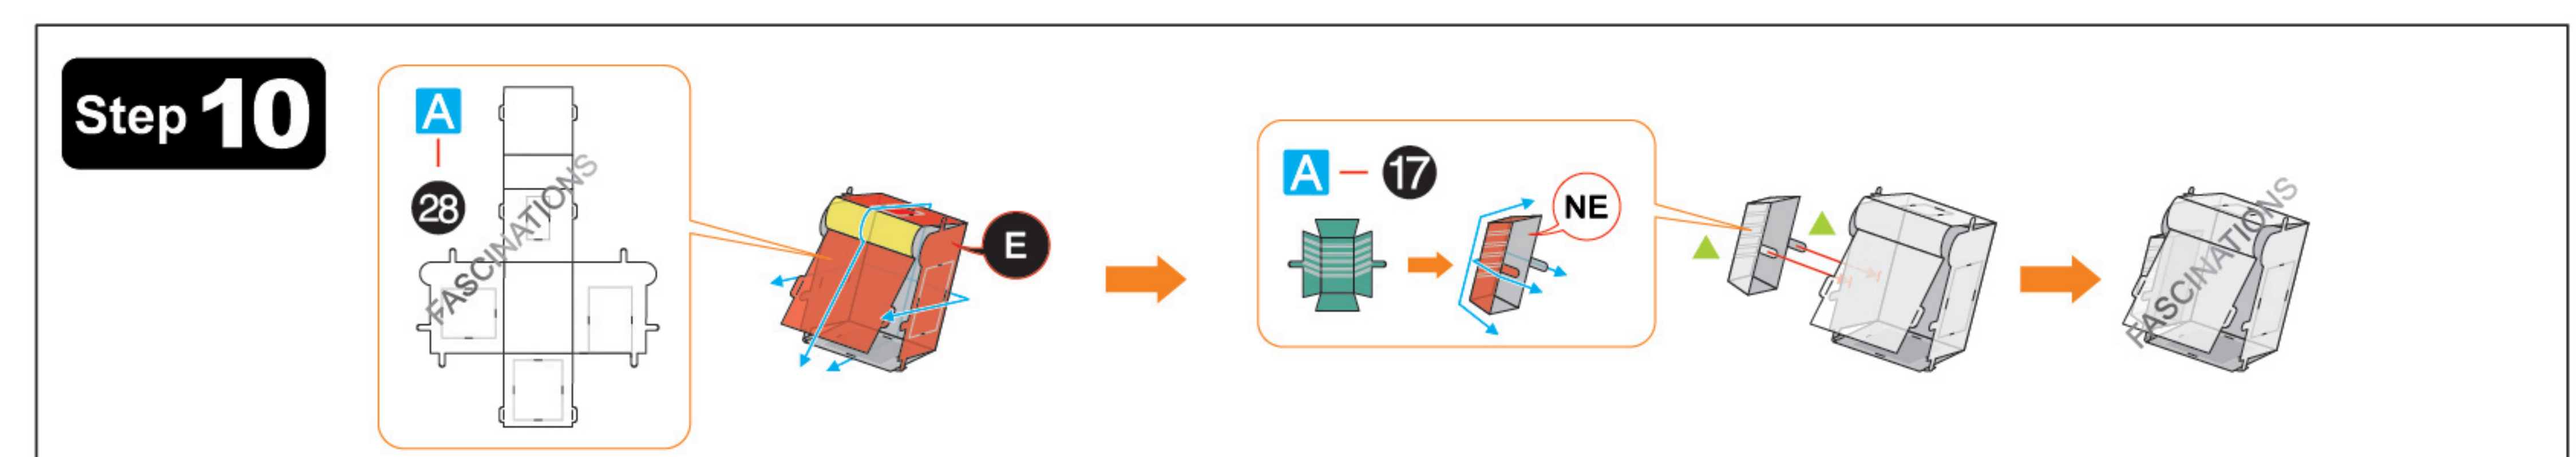 Step 10
A
28
FASCINATIONS
E
A – 17
NE
FASCINATIONS